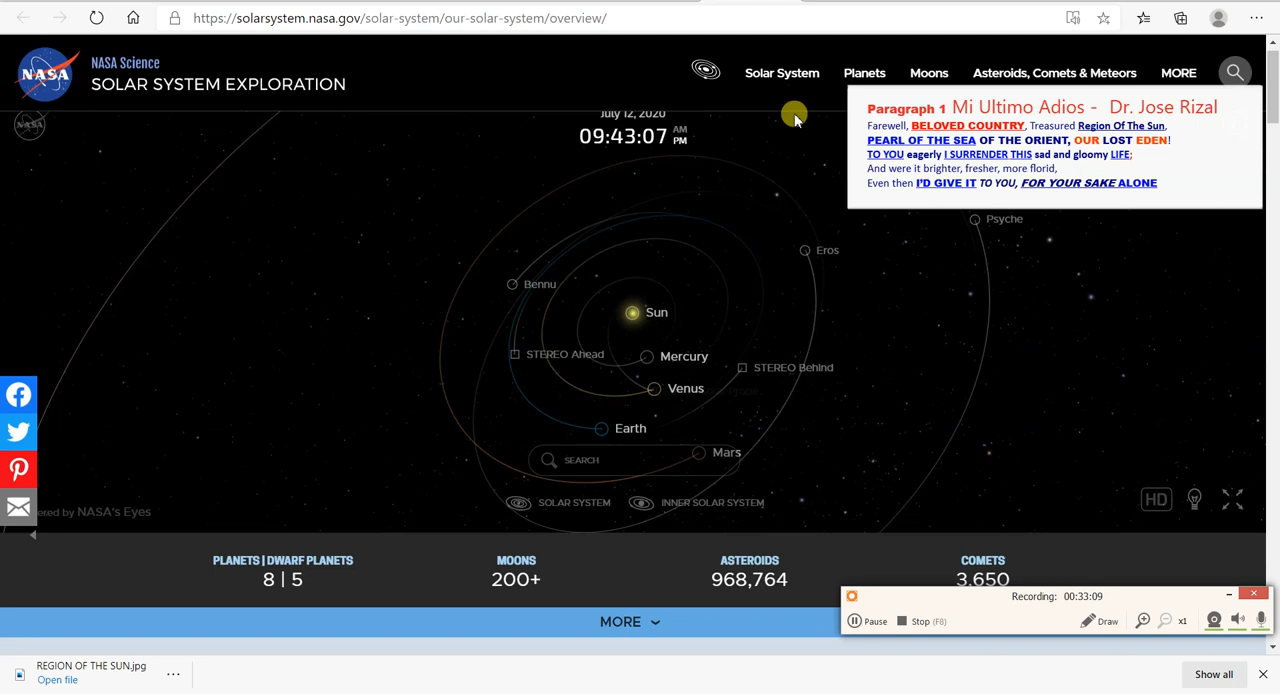 https://solarsystem.nasa.gov/solar-system/our-solar-system/overview/
NASA
NASA Science
SOLAR SYSTEM EXPLORATION
Solar System
Planets
Moons
Asteroids, Comets & Meteors
MORE
NASA
July 12, 2020
09:43:07 AM
PM
Paragraph 1 Mi Ultimo Adios - Dr. Jose Rizal
Farewell, BELOVED COUNTRY, Treasured Region Of The Sun,
PEARL OF THE SEA OF THE ORIENT, OUR LOST EDEN!
TO YOU eagerly I SURRENDER THIS sad and gloomy LIFE;
And were it brighter, fresher, more florid,
Even then I'D GIVE IT TO YOU, FOR YOUR SAKE ALONE
Psyche
Eros
Bennu
Sun
STEREO Ahead
Mercury
STEREO Behind
Venus
Earth
Mars
SEARCH
SOLAR SYSTEM
INNER SOLAR SYSTEM
HD
ered by NASA's Eyes
PLANETS | DWARF PLANETS
8 | 5
MOONS
200+
ASTEROIDS
968,764
COMETS
3,650
MORE
Recording: 00:33:09
Pause
Stop (F8)
Draw
x1
REGION OF THE SUN.jpg
Open file
Show all